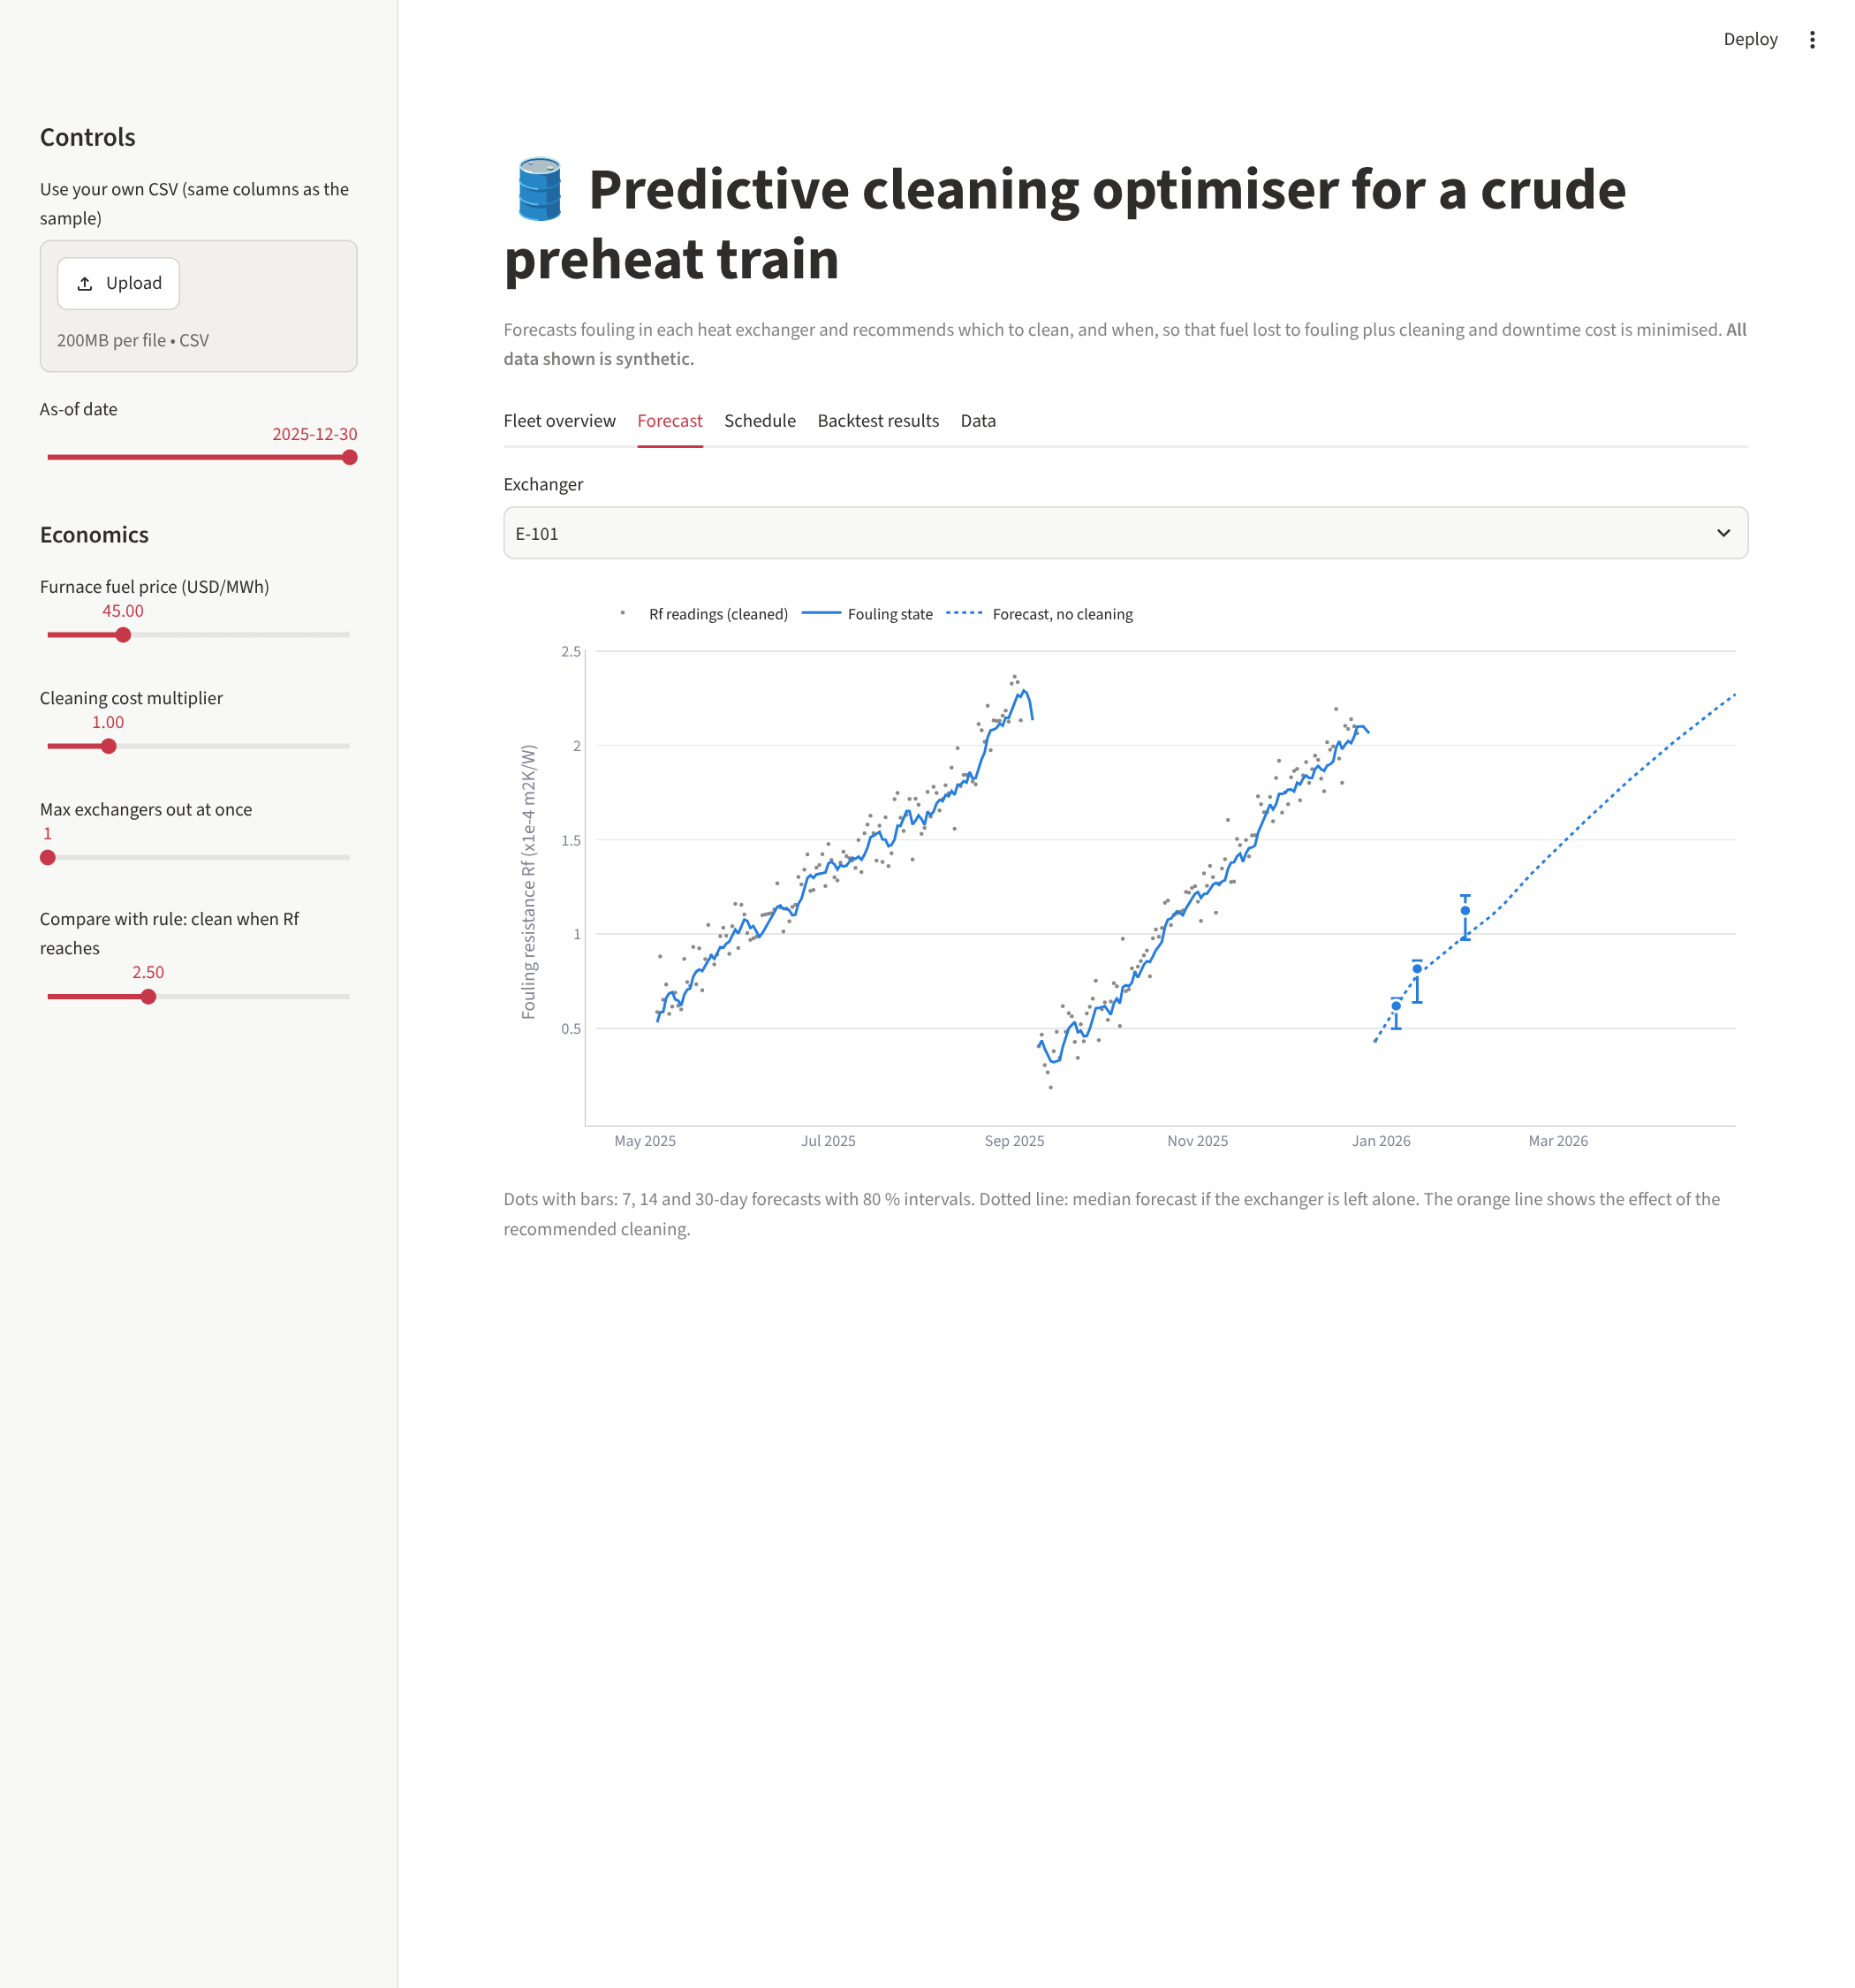 Deploy
Controls
Use your own CSV (same columns as the
sample)
Upload
200MB per file • CSV
As-of date
2025-12-30
Economics
Furnace fuel price (USD/MWh)
45.00
Cleaning cost multiplier
1.00
Max exchangers out at once
1
Compare with rule: clean when Rf
reaches
2.50
Predictive cleaning optimiser for a crude
preheat train
Forecasts fouling in each heat exchanger and recommends which to clean, and when, so that fuel lost to fouling plus cleaning and downtime cost is minimised. All
data shown is synthetic.
Fleet overview Forecast Schedule Backtest results Data
Exchanger
E-101
Rf readings (cleaned) Fouling state Forecast, no cleaning
Fouling resistance Rf (x1e-4 m2K/W)
2.5
2
1.5
1
0.5
May 2025 Jul 2025 Sep 2025 Nov 2025 Jan 2026 Mar 2026
Dots with bars: 7, 14 and 30-day forecasts with 80 % intervals. Dotted line: median forecast if the exchanger is left alone. The orange line shows the effect of the
recommended cleaning.